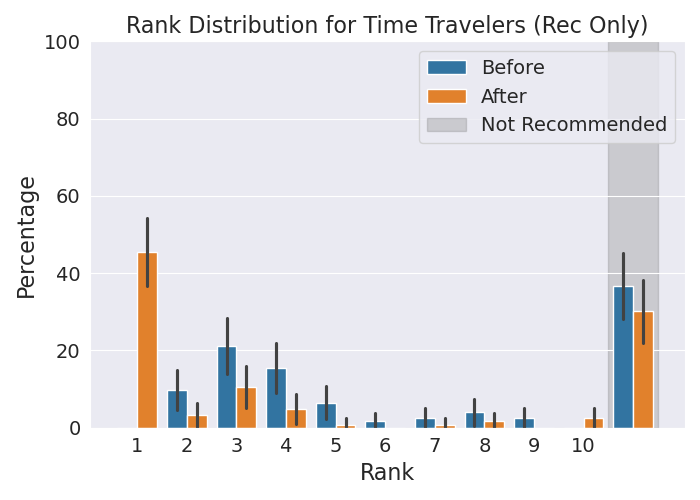 Rank Distribution for Time Travelers (Rec Only)
100
80
60
40
20
0
Percentage
Before
After
Not Recommended
1 2 3 4 5 6 7 8 9 10
Rank